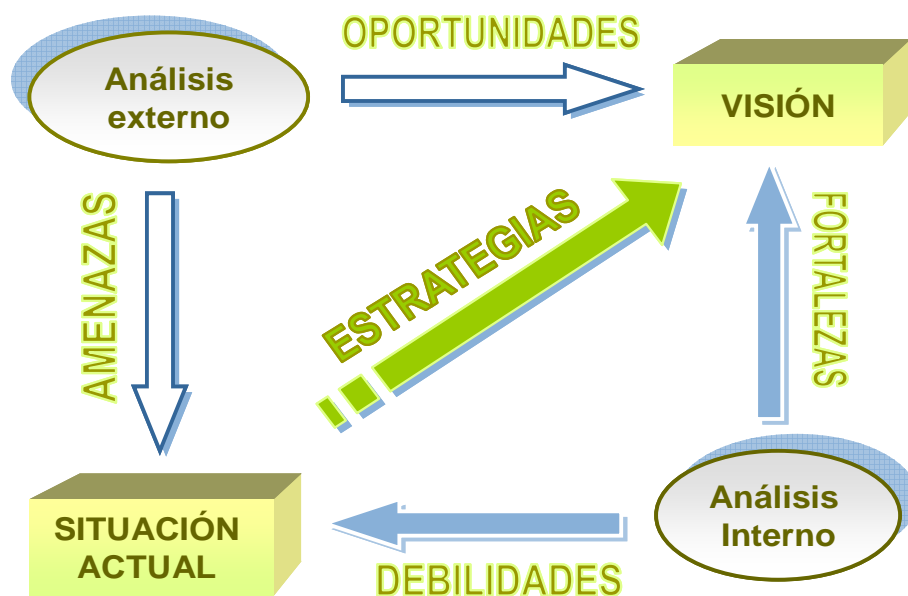 OPORTUNIDADES
Análisis
externo
VISIÓN
AMENAZAS
ESTRATEGIAS
FORTALEZAS
SITUACIÓN
ACTUAL
Análisis
Interno
DEBILIDADES